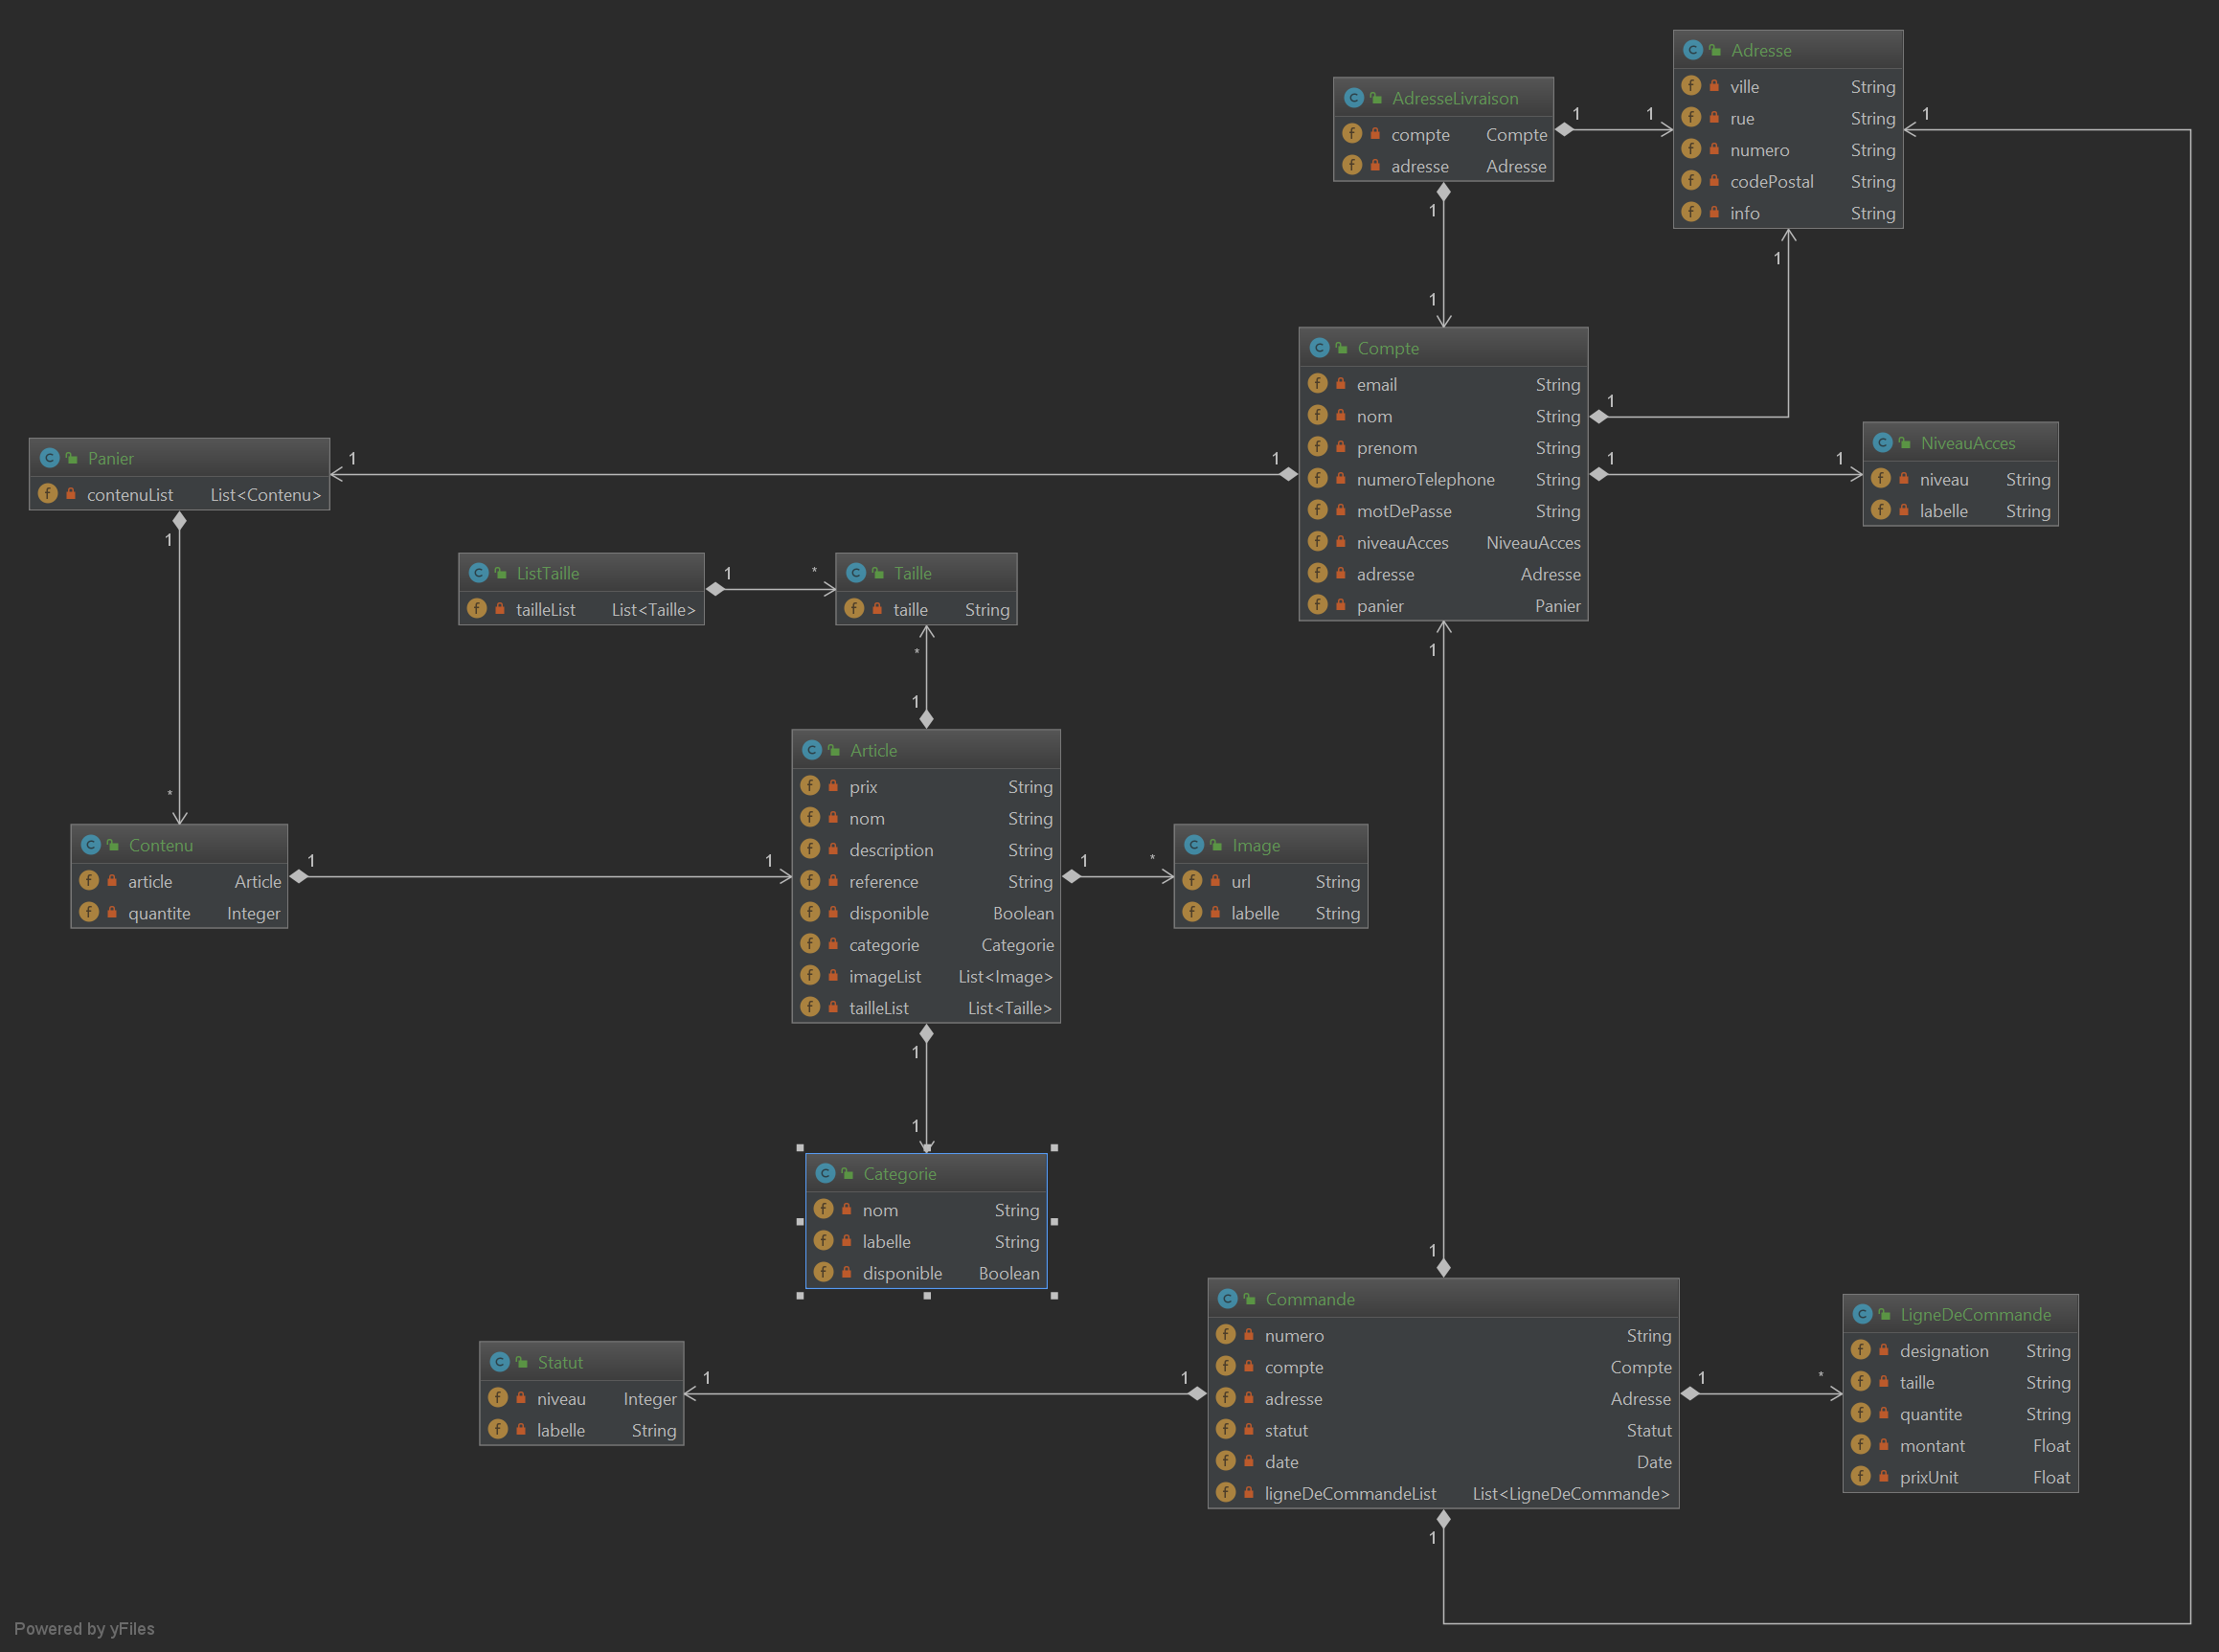 Adresse
ville String
rue String
numero String
codePostal String
info String
AdresseLivraison
compte Compte
adresse Adresse
1 1
1
1
1
1
1
Compte
email String
nom String
prenom String
numeroTelephone String
motDePasse String
niveauAcces NiveauAcces
adresse Adresse
panier Panier
1
1 1
1 1
1
NiveauAcces
niveau String
labelle String
Panier
contenuList List<Contenu>
1
*
ListTaille
tailleList List<Taille>
1 *
Taille
taille String
*
1
Article
prix String
nom String
description String
reference String
disponible Boolean
categorie Categorie
imageList List<Image>
tailleList List<Taille>
Contenu
article Article
quantite Integer
1 1
1 *
Image
url String
labelle String
1
1
Categorie
nom String
labelle String
disponible Boolean
1
Commande
numero String
compte Compte
adresse Adresse
statut Statut
date Date
ligneDeCommandeList List<LigneDeCommande>
LigneDeCommande
designation String
taille String
quantite String
montant Float
prixUnit Float
Statut
niveau Integer
labelle String
1 1
1 *
1
Powered by yFiles